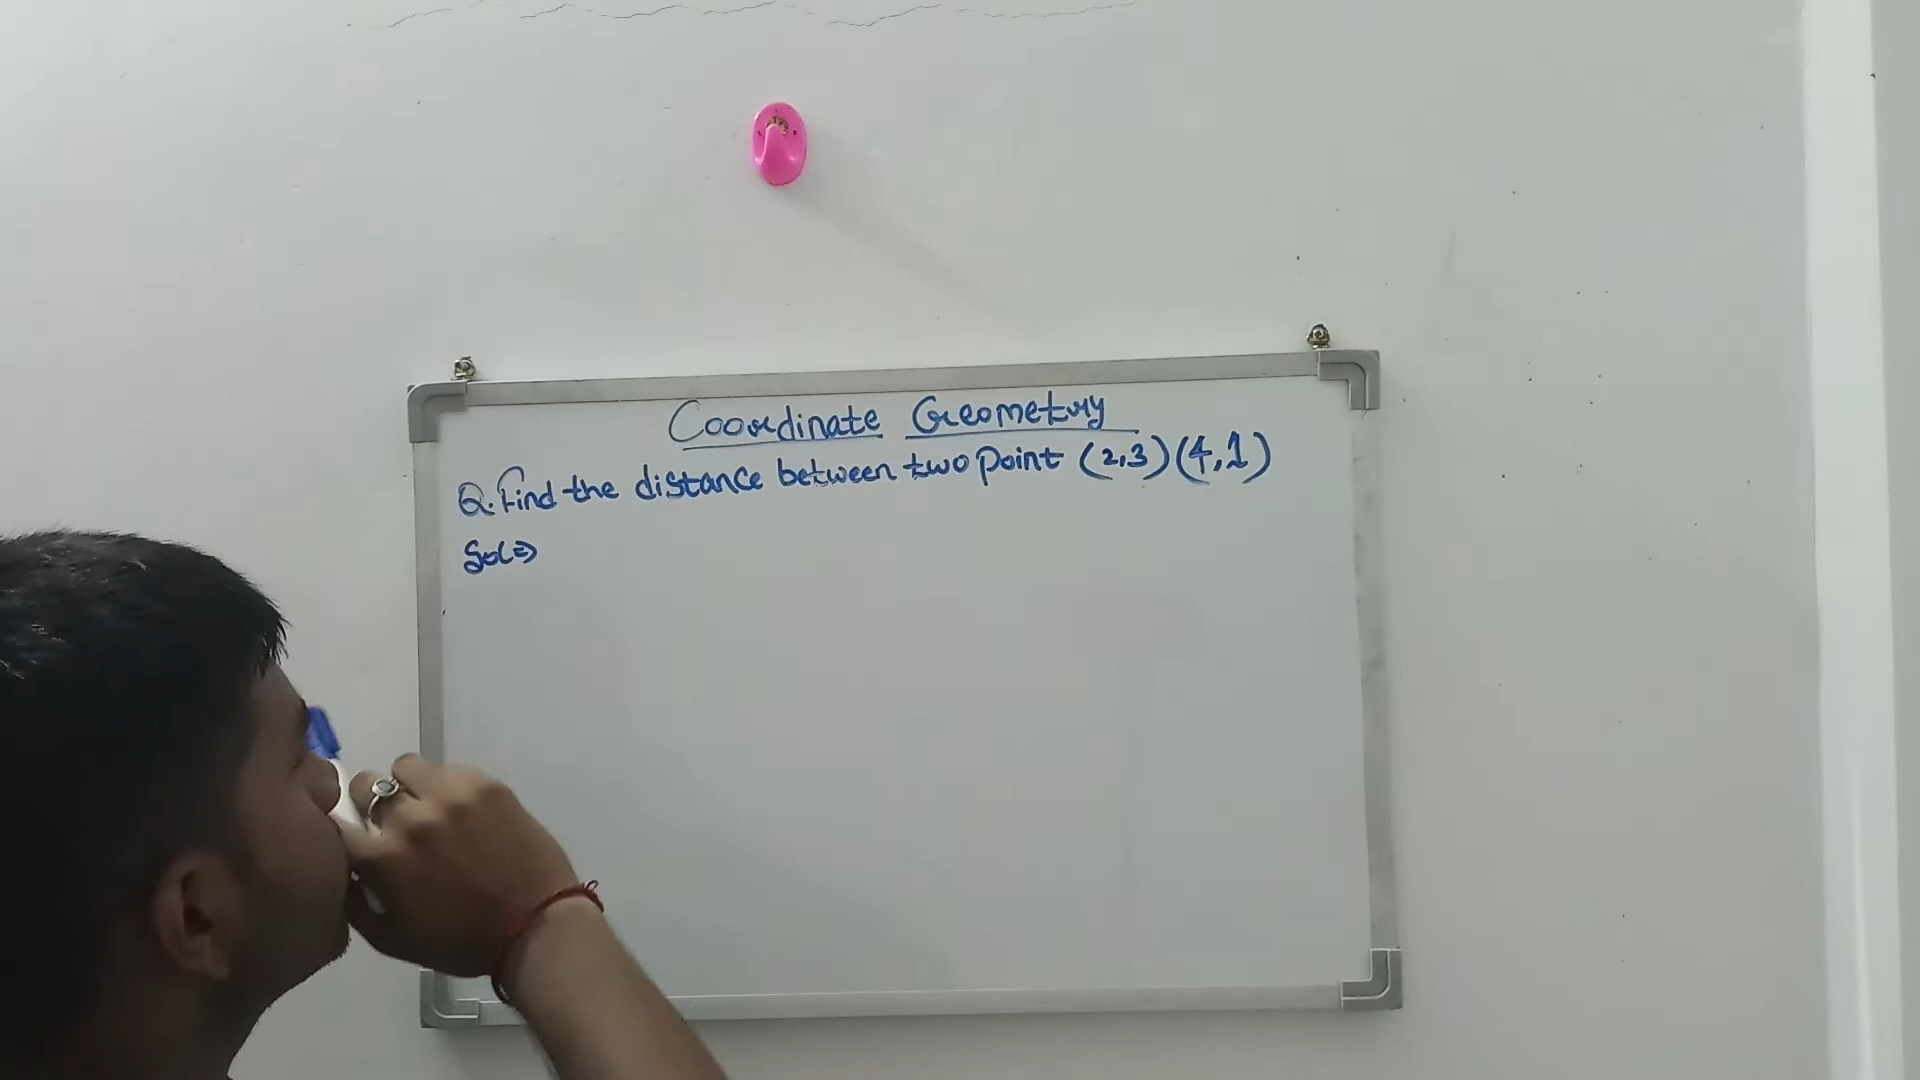 Coordinate Geometry
Q. Find the distance between two point (2,3) (4,1)
Sol⇒